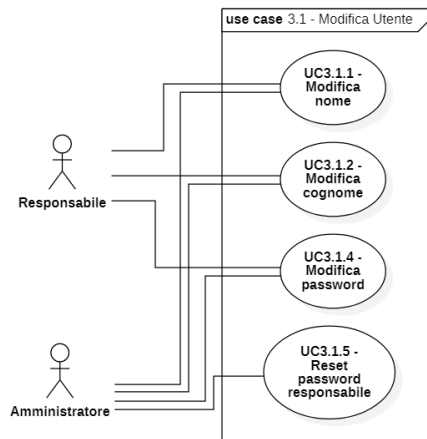 use case 3.1 - Modifica Utente
UC3.1.1 -
Modifica
nome
UC3.1.2 -
Modifica
cognome
Responsabile
UC3.1.4 -
Modifica
password
UC3.1.5 -
Reset
password
responsabile
Amministratore